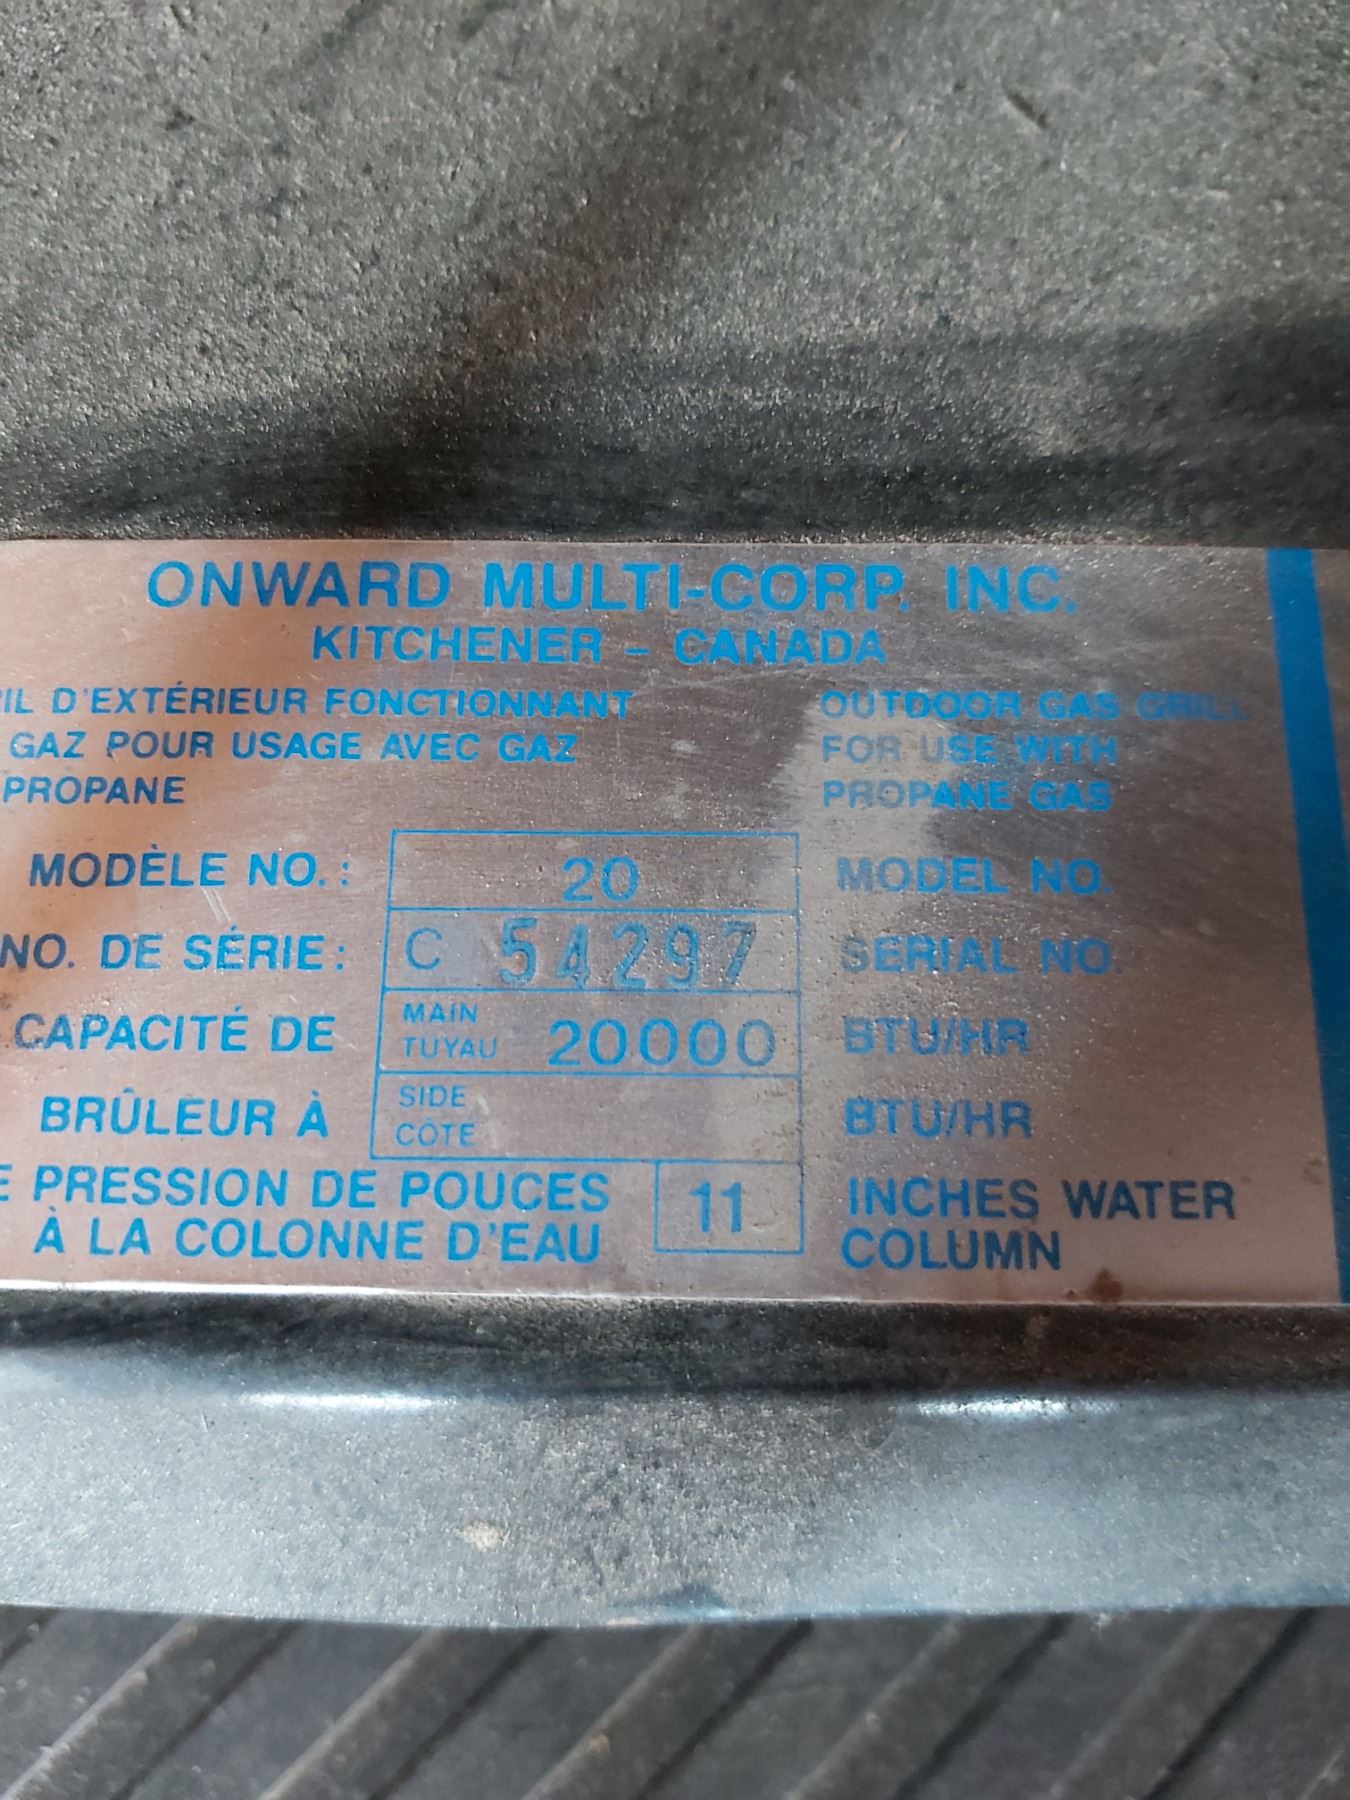 ONWARD MULTI-CORP. INC.
KITCHENER - CANADA
IL D'EXTÉRIEUR FONCTIONNANT
GAZ POUR USAGE AVEC GAZ
PROPANE
OUTDOOR GAS GRILL
FOR USE WITH
PROPANE GAS
MODÈLE NO.: 20 MODEL NO.
NO. DE SÉRIE: C 54297 SERIAL NO.
CAPACITÉ DE MAIN TUYAU 20000 BTU/HR
BRÛLEUR À SIDE CÔTÉ BTU/HR
E PRESSION DE POUCES 11 INCHES WATER
À LA COLONNE D'EAU COLUMN